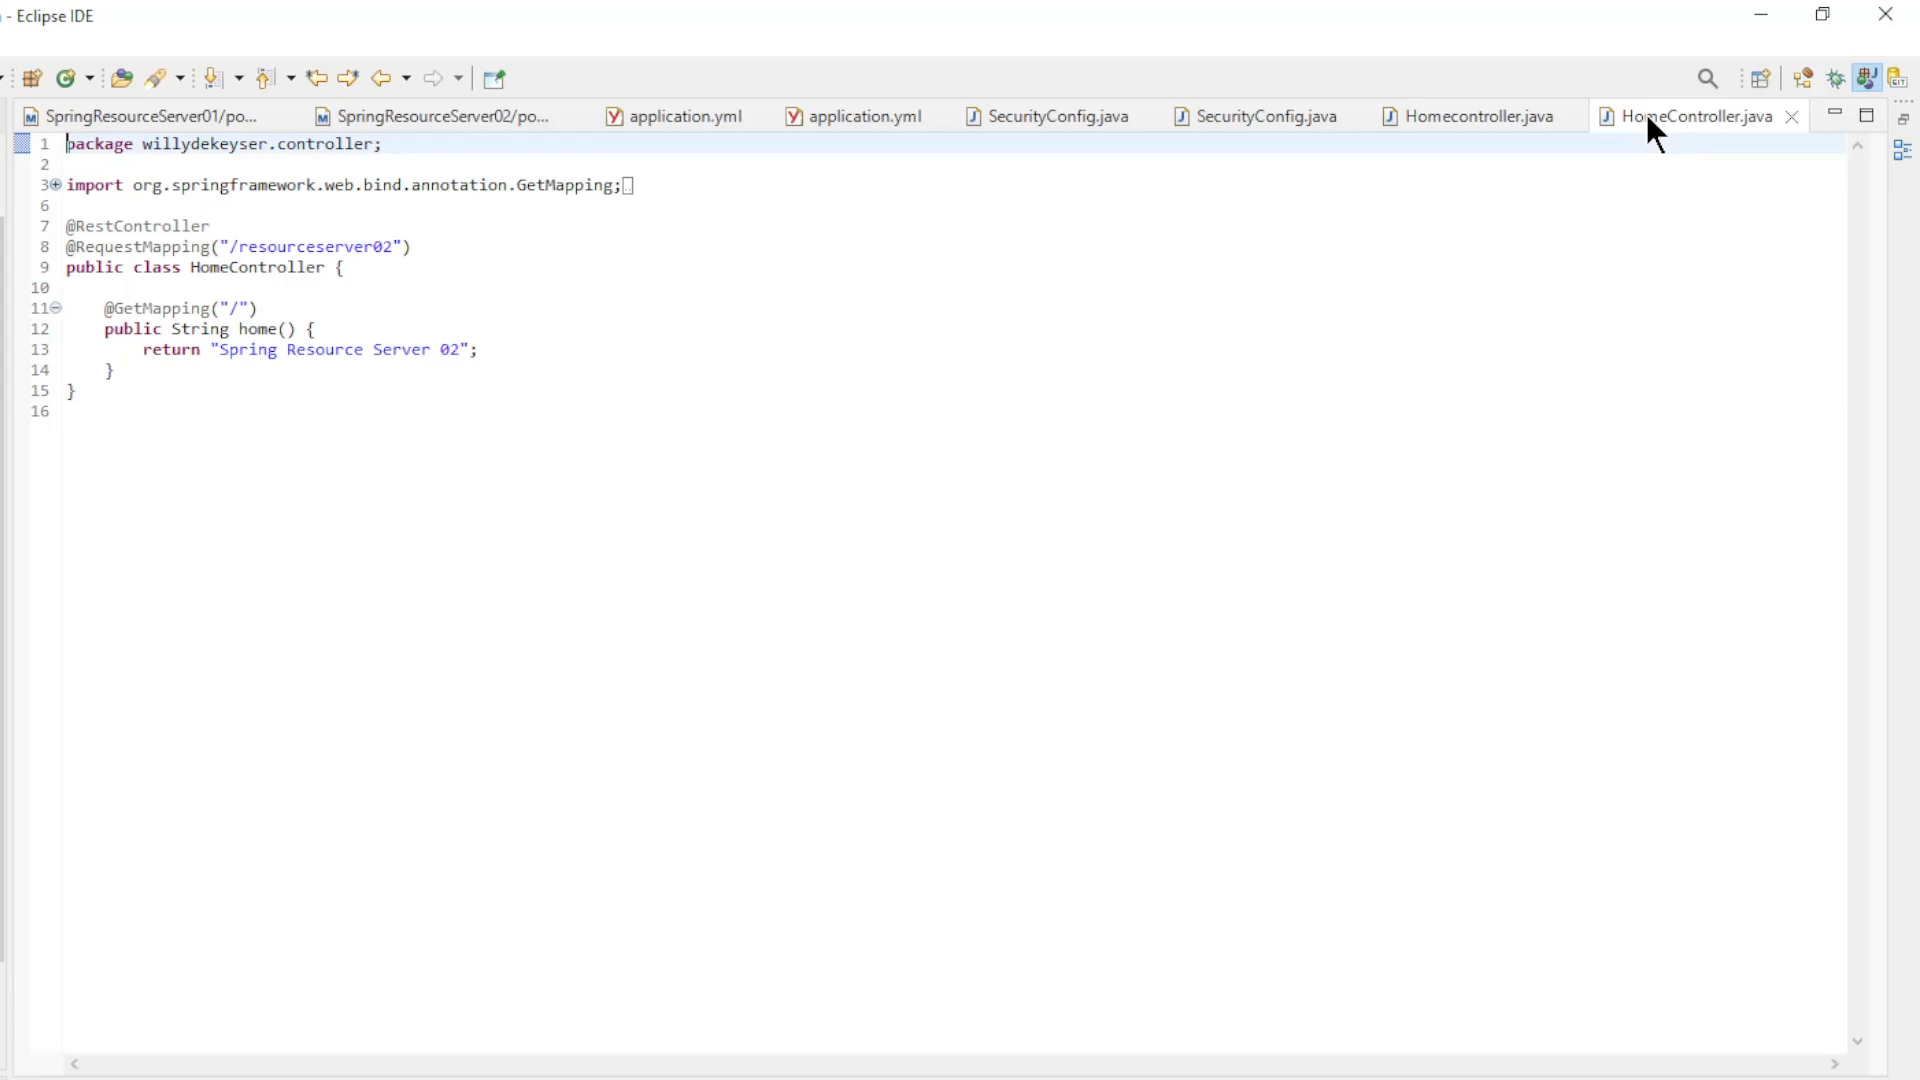 - Eclipse IDE
SpringResourceServer01/po...
SpringResourceServer02/po...
application.yml
application.yml
SecurityConfig.java
SecurityConfig.java
Homecontroller.java
HomeController.java
1 package willydekeyser.controller;
2
3 import org.springframework.web.bind.annotation.GetMapping;
6
7 @RestController
8 @RequestMapping("/resourceserver02")
9 public class HomeController {
10
11 @GetMapping("/")
12 public String home() {
13 return "Spring Resource Server 02";
14 }
15 }
16